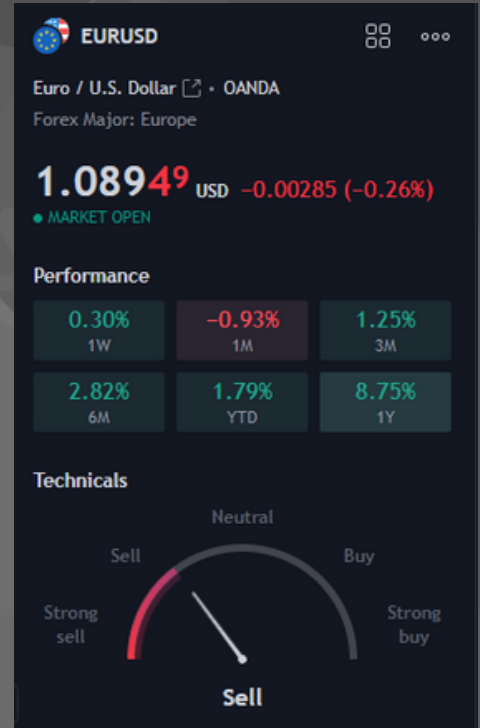 EURUSD
Euro / U.S. Dollar • OANDA
Forex Major: Europe
1.08949 USD −0.00285 (−0.26%)
MARKET OPEN
Performance
0.30% −0.93% 1.25%
1W 1M 3M
2.82% 1.79% 8.75%
6M YTD 1Y
Technicals
Neutral
Sell Buy
Strong Strong
sell buy
Sell